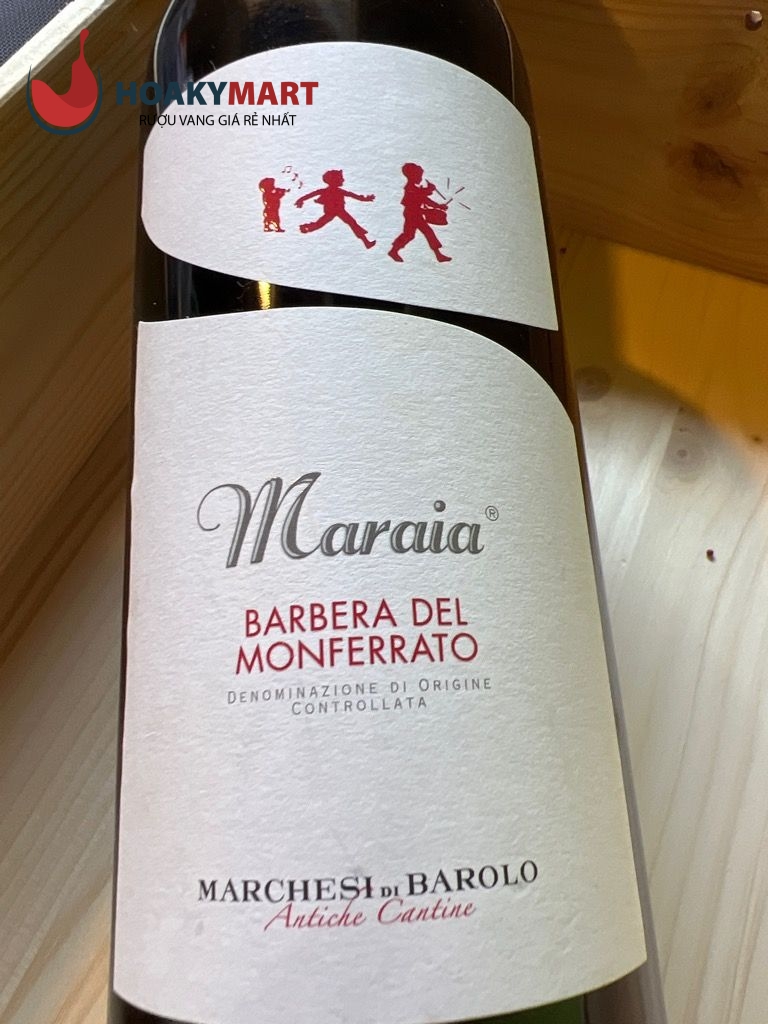 HOAKYMART
RƯỢU VANG GIÁ RẺ NHẤT
Maraia®
BARBERA DEL
MONFERRATO
DENOMINAZIONE DI ORIGINE
CONTROLLATA
MARCHESI DI BAROLO
Antiche Cantine